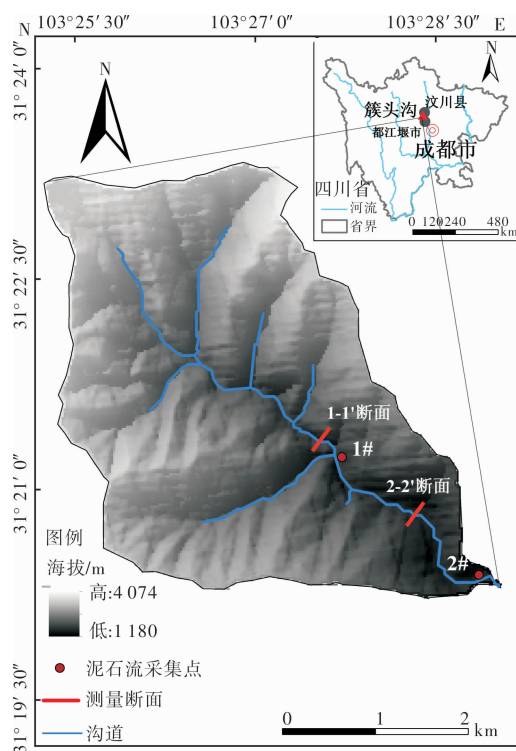 103°25′30″ 103°27′0″ 103°28′30″ E
N
31°24′0″
31°22′30″
31°21′0″
31°19′30″
N
N
汶川县
簇头沟
都江堰市
成都市
四川省
河流
省界
0 120 240 480
km
1-1'断面
1#
2-2'断面
2#
图例
海拔/m
高:4 074
低:1 180
泥石流采集点
测量断面
沟道
0 1 2
km